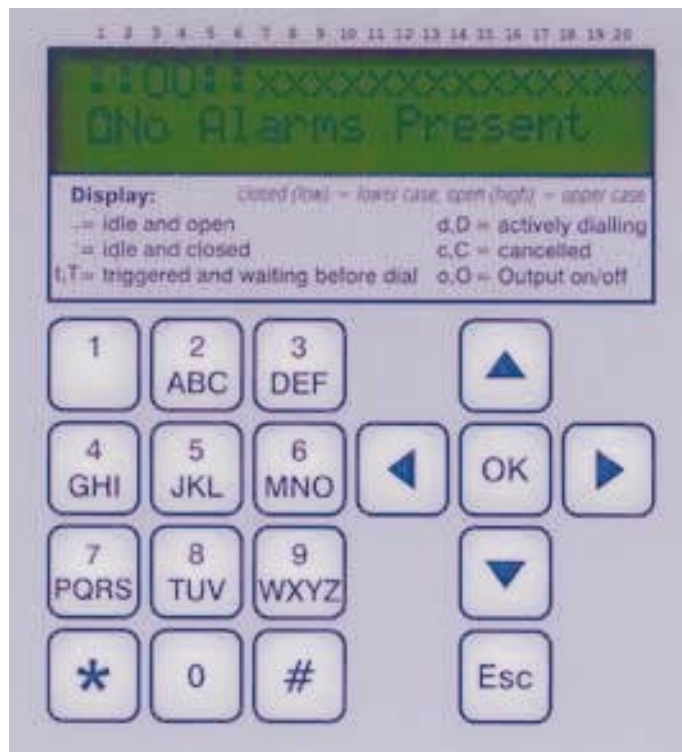 1 2 3 4 5 6 7 8 9 10 11 12 13 14 15 16 17 18 19 20
No Alarms Present
Display: closed (low) = lower case, open (high) = upper case
= idle and open
d,D = actively dialling
= idle and closed
c,C = cancelled
t,T= triggered and waiting before dial
o,O = Output on/off
1
2
3
ABC
DEF
4
5
6
GHI
JKL
MNO
OK
7
8
9
PQRS
TUV
WXYZ
*
0
#
Esc